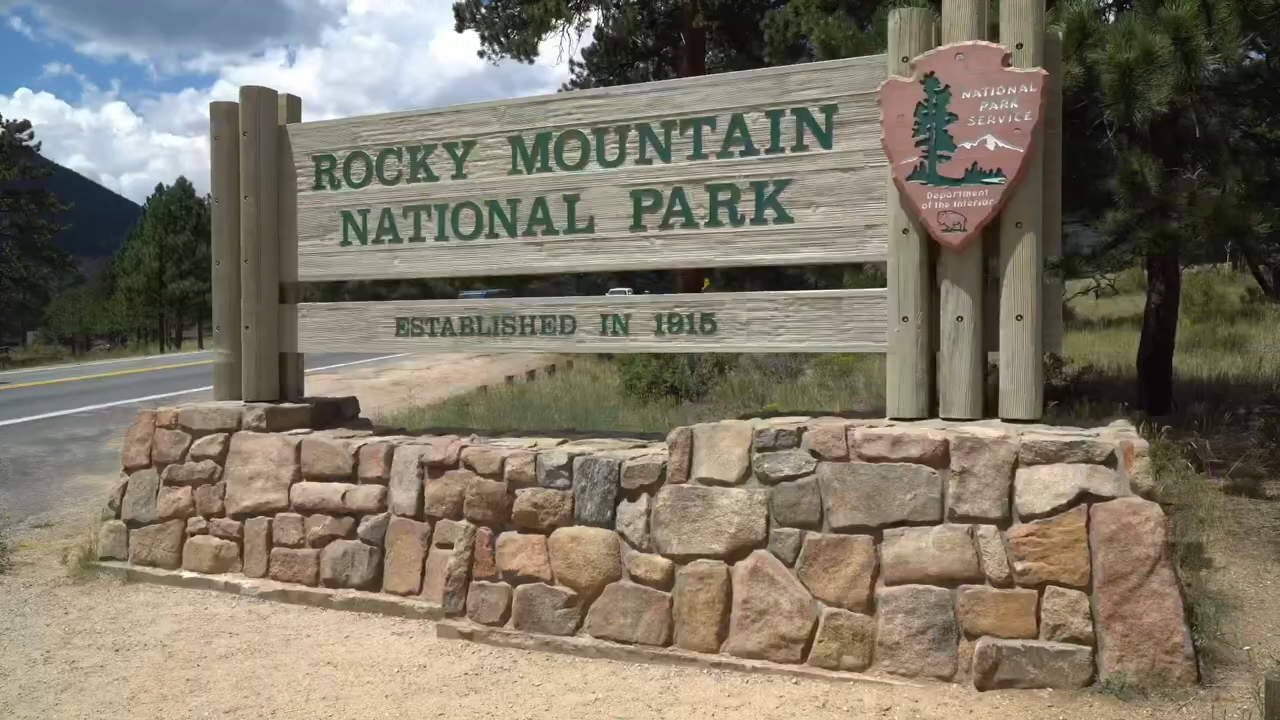 ROCKY MOUNTAIN
NATIONAL PARK
ESTABLISHED IN 1915
NATIONAL
PARK
SERVICE
Department
of the Interior